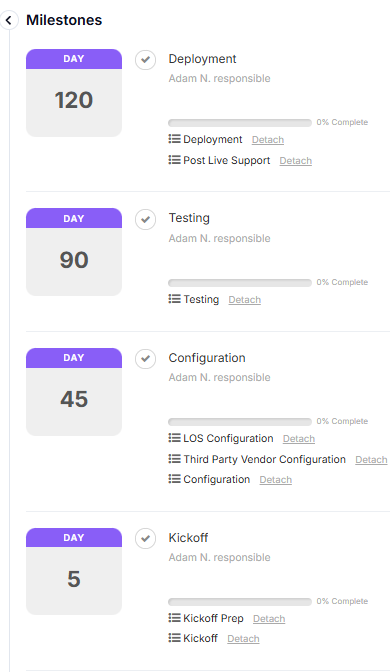 Milestones
DAY
120
Deployment
Adam N. responsible
0% Complete
Deployment Detach
Post Live Support Detach
DAY
90
Testing
Adam N. responsible
0% Complete
Testing Detach
DAY
45
Configuration
Adam N. responsible
0% Complete
LOS Configuration Detach
Third Party Vendor Configuration Detach
Configuration Detach
DAY
5
Kickoff
Adam N. responsible
0% Complete
Kickoff Prep Detach
Kickoff Detach